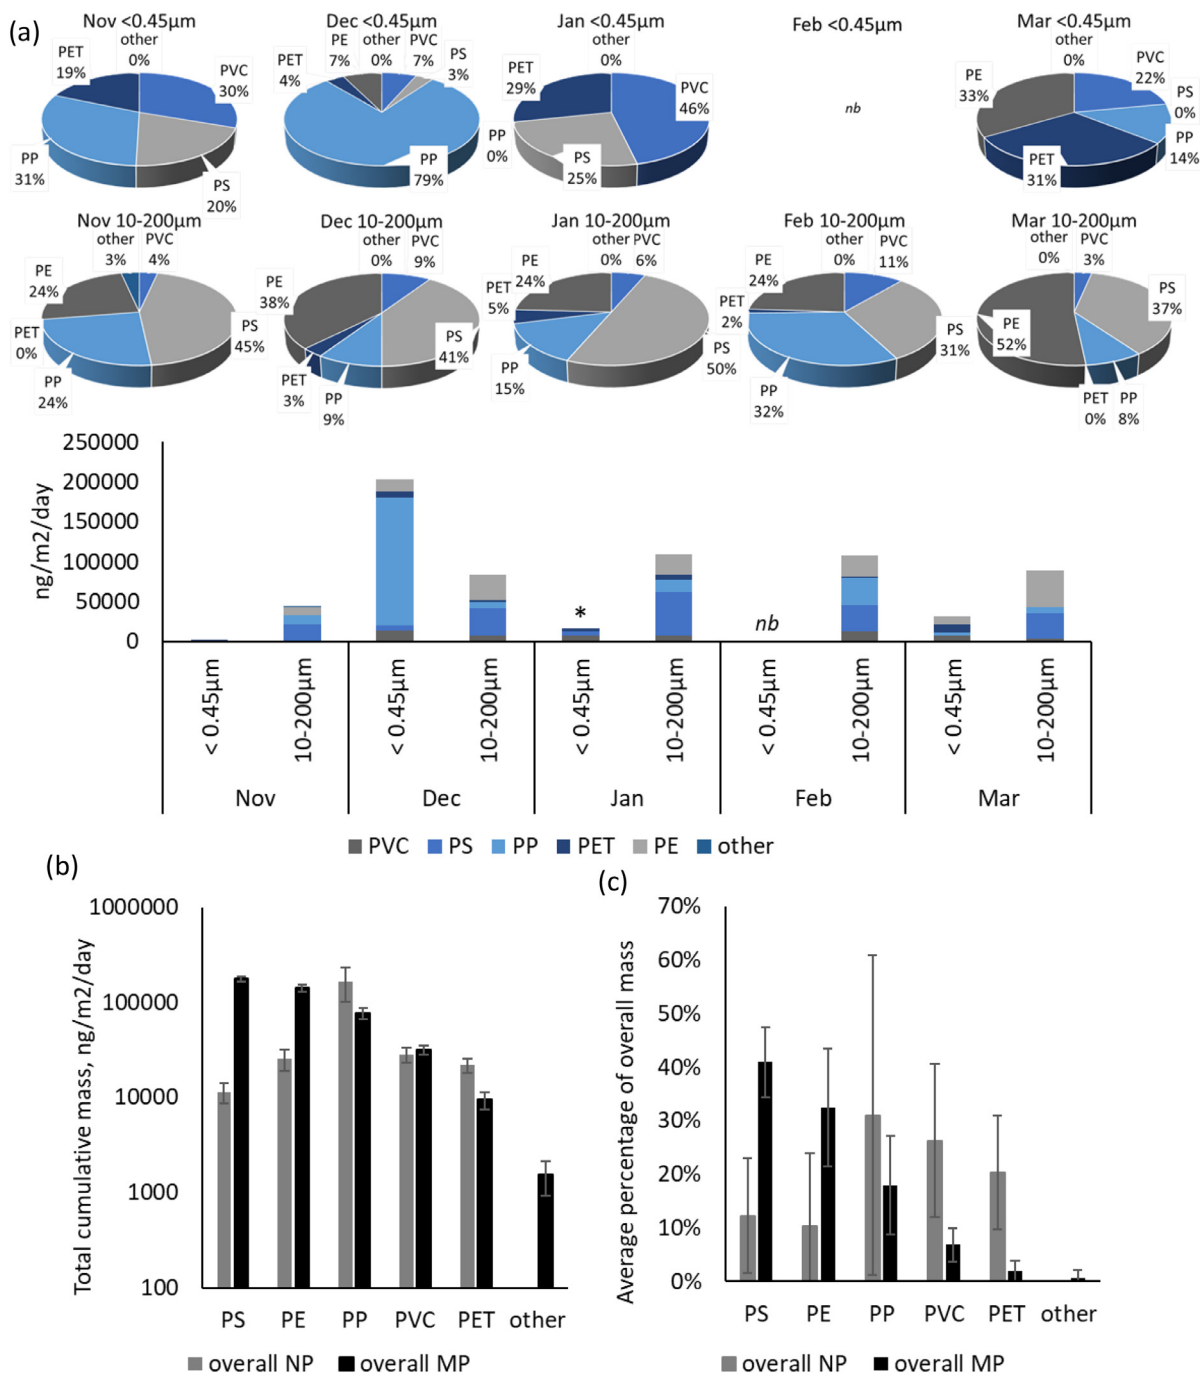 (a)
Nov <0.45µm
other
0%
PET
19%
PVC
30%
PP
31%
PS
20%
Dec <0.45µm
PE
7%
other
0%
PVC
7%
PS
3%
PET
4%
PP
79%
Jan <0.45µm
other
0%
PET
29%
PVC
46%
PP
0%
PS
25%
Feb <0.45µm
nb
Mar <0.45µm
other
0%
PE
33%
PVC
22%
PS
0%
PP
14%
PET
31%
Nov 10-200µm
other
3%
PVC
4%
PE
24%
PS
45%
PET
0%
PP
24%
Dec 10-200µm
other
0%
PVC
9%
PE
38%
PS
41%
PET
3%
PP
9%
Jan 10-200µm
other
0%
PVC
6%
PE
24%
PET
5%
PS
50%
PP
15%
Feb 10-200µm
other
0%
PVC
11%
PE
24%
PET
2%
PS
31%
PP
32%
Mar 10-200µm
other
0%
PVC
3%
PS
37%
PE
52%
PET
0%
PP
8%
ng/m2/day
250000
200000
150000
100000
50000
0
*
nb
< 0.45µm
10-200µm
< 0.45µm
10-200µm
< 0.45µm
10-200µm
< 0.45µm
10-200µm
< 0.45µm
10-200µm
Nov Dec Jan Feb Mar
PVC PS PP PET PE other
(b)
Total cumulative mass, ng/m2/day
1000000
100000
10000
1000
100
PS PE PP PVC PET other
overall NP overall MP
(c)
Average percentage of overall mass
70%
60%
50%
40%
30%
20%
10%
0%
PS PE PP PVC PET other
overall NP overall MP